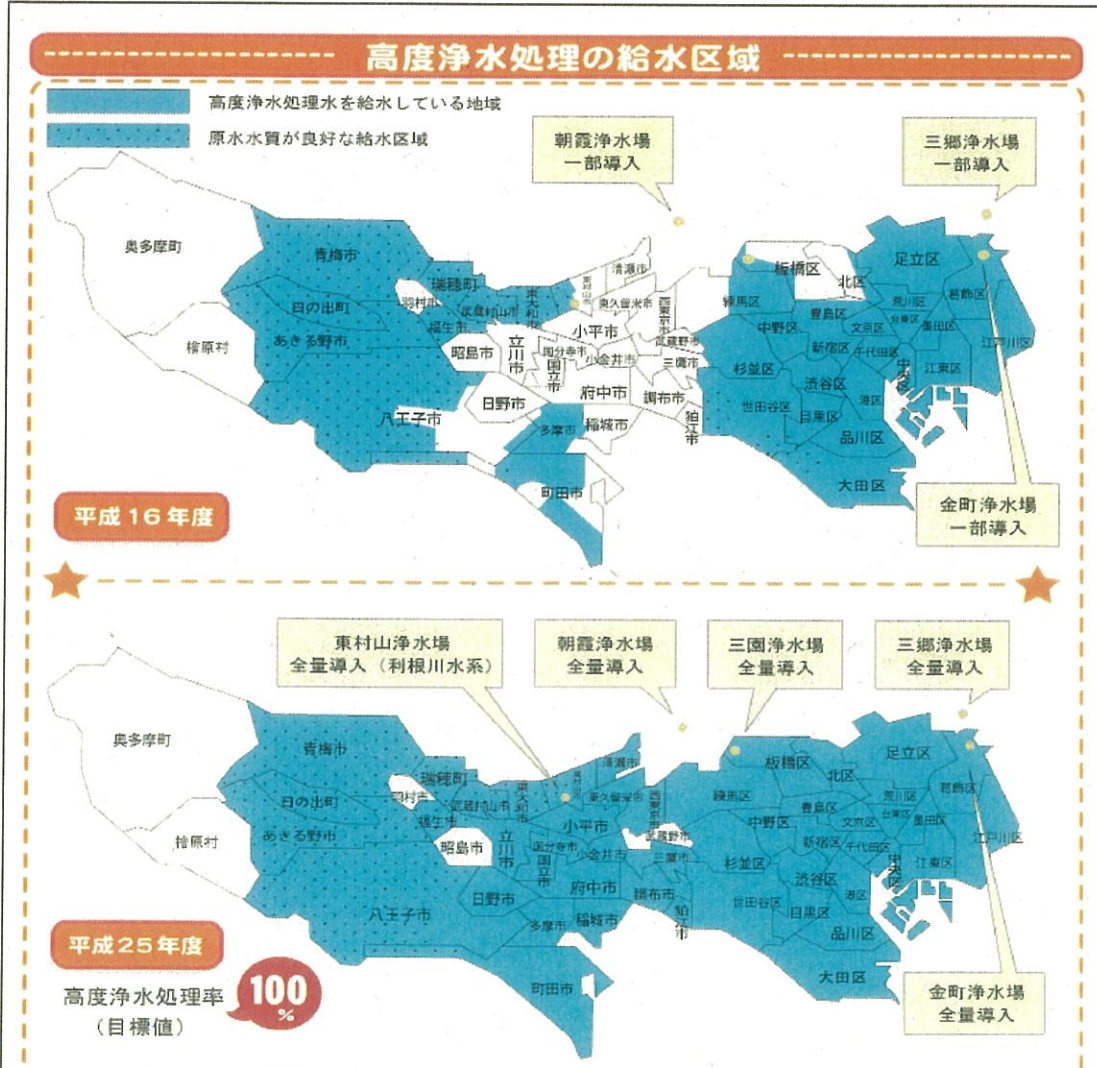 高度浄水処理の給水区域
高度浄水処理水を給水している地域
原水水質が良好な給水区域
朝霞浄水場
一部導入
三郷浄水場
一部導入
奥多摩町
青梅市
日の出町
あきる野市
檜原村
瑞穂町
羽村市
武蔵村山市
東大和市
福生市
昭島市
立川市
東村山市
清瀬市
東久留米市
西東京市
小平市
国分寺市
国立市
小金井市
武蔵野市
三鷹市
府中市
調布市
狛江市
日野市
八王子市
多摩市
稲城市
町田市
板橋区
北区
足立区
練馬区
豊島区
荒川区
葛飾区
中野区
文京区
台東区
墨田区
江戸川区
杉並区
新宿区
千代田区
中央区
江東区
渋谷区
港区
世田谷区
目黒区
品川区
大田区
金町浄水場
一部導入
平成16年度
東村山浄水場
全量導入(利根川水系)
朝霞浄水場
全量導入
三園浄水場
全量導入
三郷浄水場
全量導入
奥多摩町
青梅市
日の出町
あきる野市
檜原村
瑞穂町
羽村市
武蔵村山市
東大和市
福生市
昭島市
立川市
東村山市
清瀬市
東久留米市
西東京市
小平市
国分寺市
国立市
小金井市
武蔵野市
三鷹市
府中市
調布市
狛江市
日野市
八王子市
多摩市
稲城市
町田市
板橋区
北区
足立区
練馬区
豊島区
荒川区
葛飾区
中野区
文京区
台東区
墨田区
江戸川区
杉並区
新宿区
千代田区
中央区
江東区
渋谷区
港区
世田谷区
目黒区
品川区
大田区
金町浄水場
全量導入
平成25年度
高度浄水処理率
(目標値)
100
%